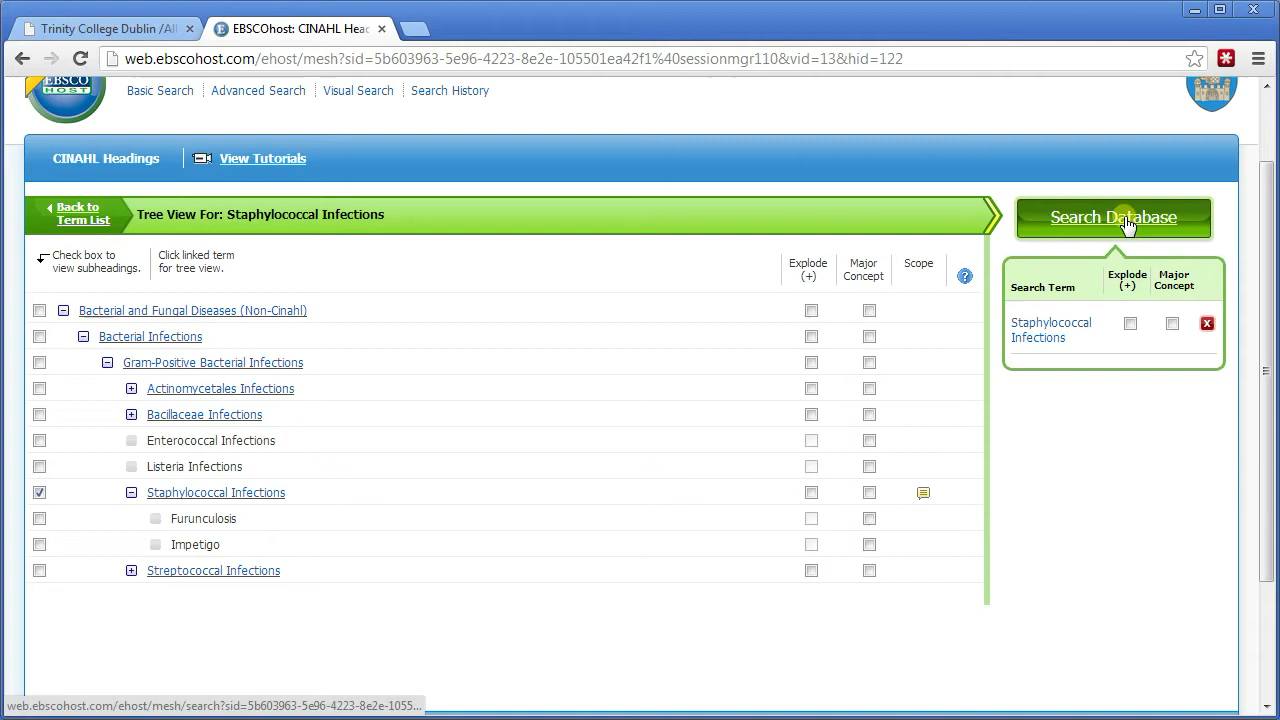 Trinity College Dublin /All
EBSCOhost: CINAHL Head
web.ebscohost.com/ehost/mesh?sid=5b603963-5e96-4223-8e2e-105501ea42f1%40sessionmgr110&vid=13&hid=122
EBSCO
HOST
Basic Search | Advanced Search | Visual Search | Search History
CINAHL Headings
View Tutorials
Back to
Term List
Tree View For: Staphylococcal Infections
Search Database
Check box to
view subheadings.
Click linked term
for tree view.
Explode
(+)
Major
Concept
Scope
?
Search Term
Explode
(+)
Major
Concept
Staphylococcal
Infections
Bacterial and Fungal Diseases (Non-Cinahl)
Bacterial Infections
Gram-Positive Bacterial Infections
Actinomycetales Infections
Bacillaceae Infections
Enterococcal Infections
Listeria Infections
Staphylococcal Infections
Furunculosis
Impetigo
Streptococcal Infections
web.ebscohost.com/ehost/mesh/search?sid=5b603963-5e96-4223-8e2e-1055...